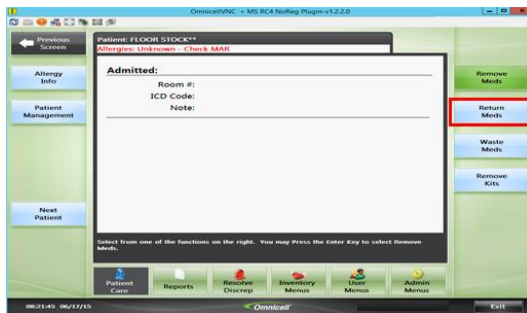 OmnicellVNC + MS RC4 NoReg Plugin-v1.2.2.0
Previous
Screen
Patient: FLOOR STOCK**
Allergies: Unknown - Check MAR
Allergy
Info
Patient
Management
Next
Patient
Admitted:
Room #:
ICD Code:
Note:
Select from one of the functions on the right. You may Press the Enter Key to select Remove
Meds.
Remove
Meds
Return
Meds
Waste
Meds
Remove
Kits
Patient
Care
Reports
Resolve
Discrep
Inventory
Menus
User
Menus
Admin
Menus
08:21:45 06/17/15
Omnicell
Exit